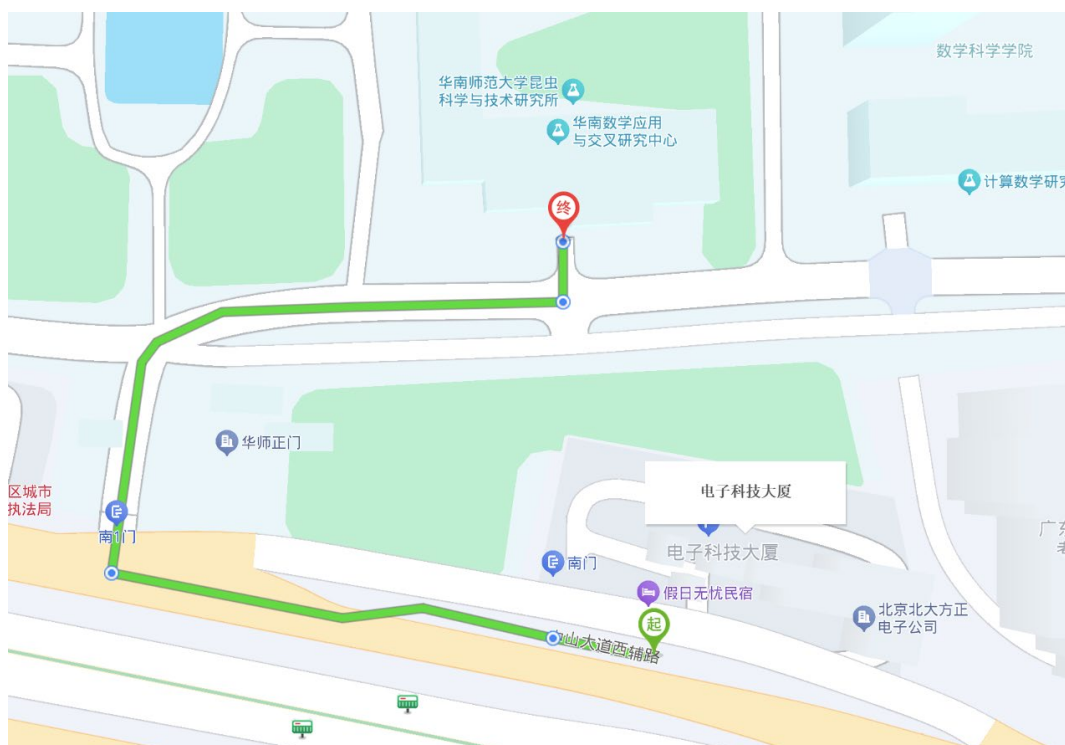 数学科学学院
华南师范大学昆虫
科学与技术研究所
华南数学应用
与交叉研究中心
计算数学研究
终
华师正门
区城市
执法局
南1门
电子科技大厦
电子科技大厦
南门
假日无忧民宿
起
北京北大方正
电子公司
山大道西辅路